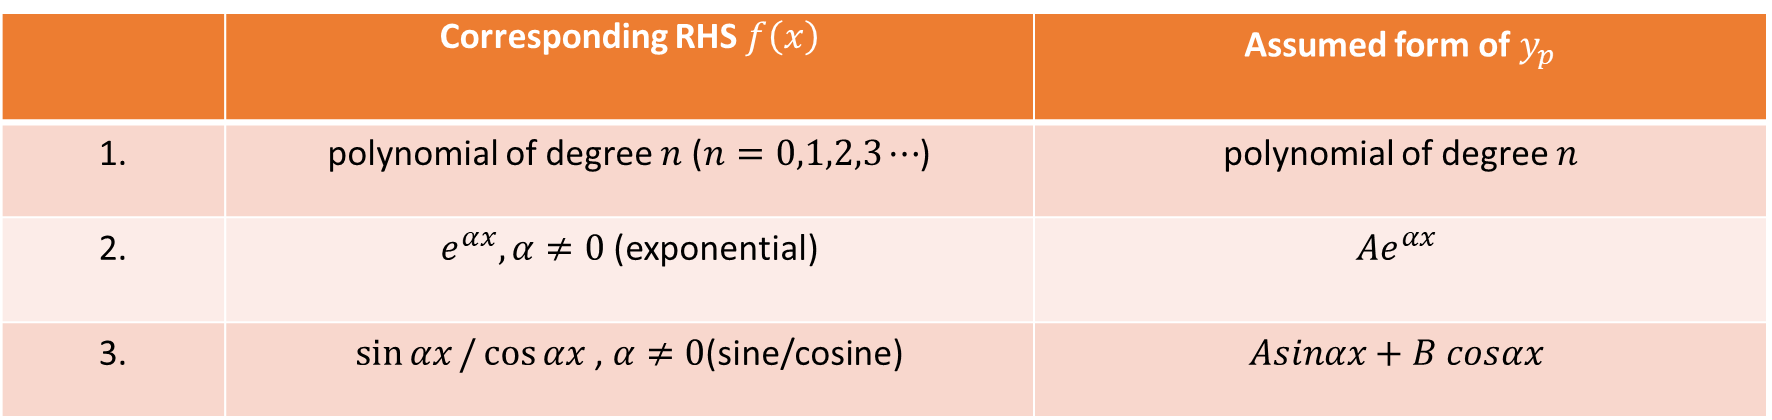 Corresponding RHS f(x)
Assumed form of yₚ
1.
polynomial of degree n (n = 0,1,2,3 ⋯)
polynomial of degree n
2.
e^{αx}, α ≠ 0 (exponential)
Ae^{αx}
3.
sin αx / cos αx , α ≠ 0(sine/cosine)
Asinαx + B cosαx